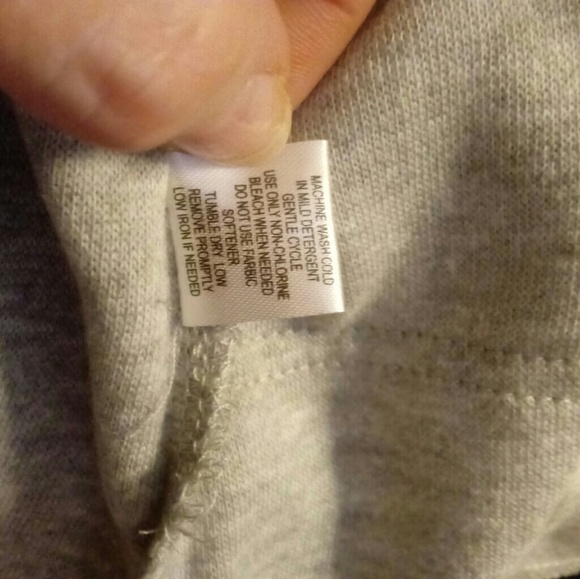 MACHINE WASH COLD
IN MILD DETERGENT
GENTLE CYCLE
USE ONLY NON-CHLORINE
BLEACH WHEN NEEDED
DO NOT USE FARBIC
SOFTENER
TUMBLE DRY LOW
REMOVE PROMPTLY
LOW IRON IF NEEDED